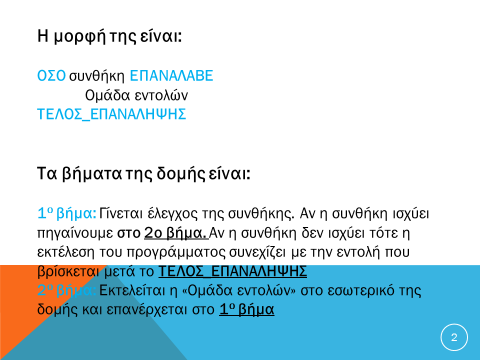 Η μορφή της είναι:
ΟΣΟ συνθήκη ΕΠΑΝΑΛΑΒΕ
Ομάδα εντολών
ΤΕΛΟΣ_ΕΠΑΝΑΛΗΨΗΣ
Τα βήματα της δομής είναι:
1ο βήμα: Γίνεται έλεγχος της συνθήκης. Αν η συνθήκη ισχύει
πηγαίνουμε στο 2ο βήμα. Αν η συνθήκη δεν ισχύει τότε η
εκτέλεση του προγράμματος συνεχίζει με την εντολή που
βρίσκεται μετά το ΤΕΛΟΣ_ΕΠΑΝΑΛΗΨΗΣ
2ο βήμα: Εκτελείται η «Ομάδα εντολών» στο εσωτερικό της
δομής και επανέρχεται στο 1ο βήμα
2